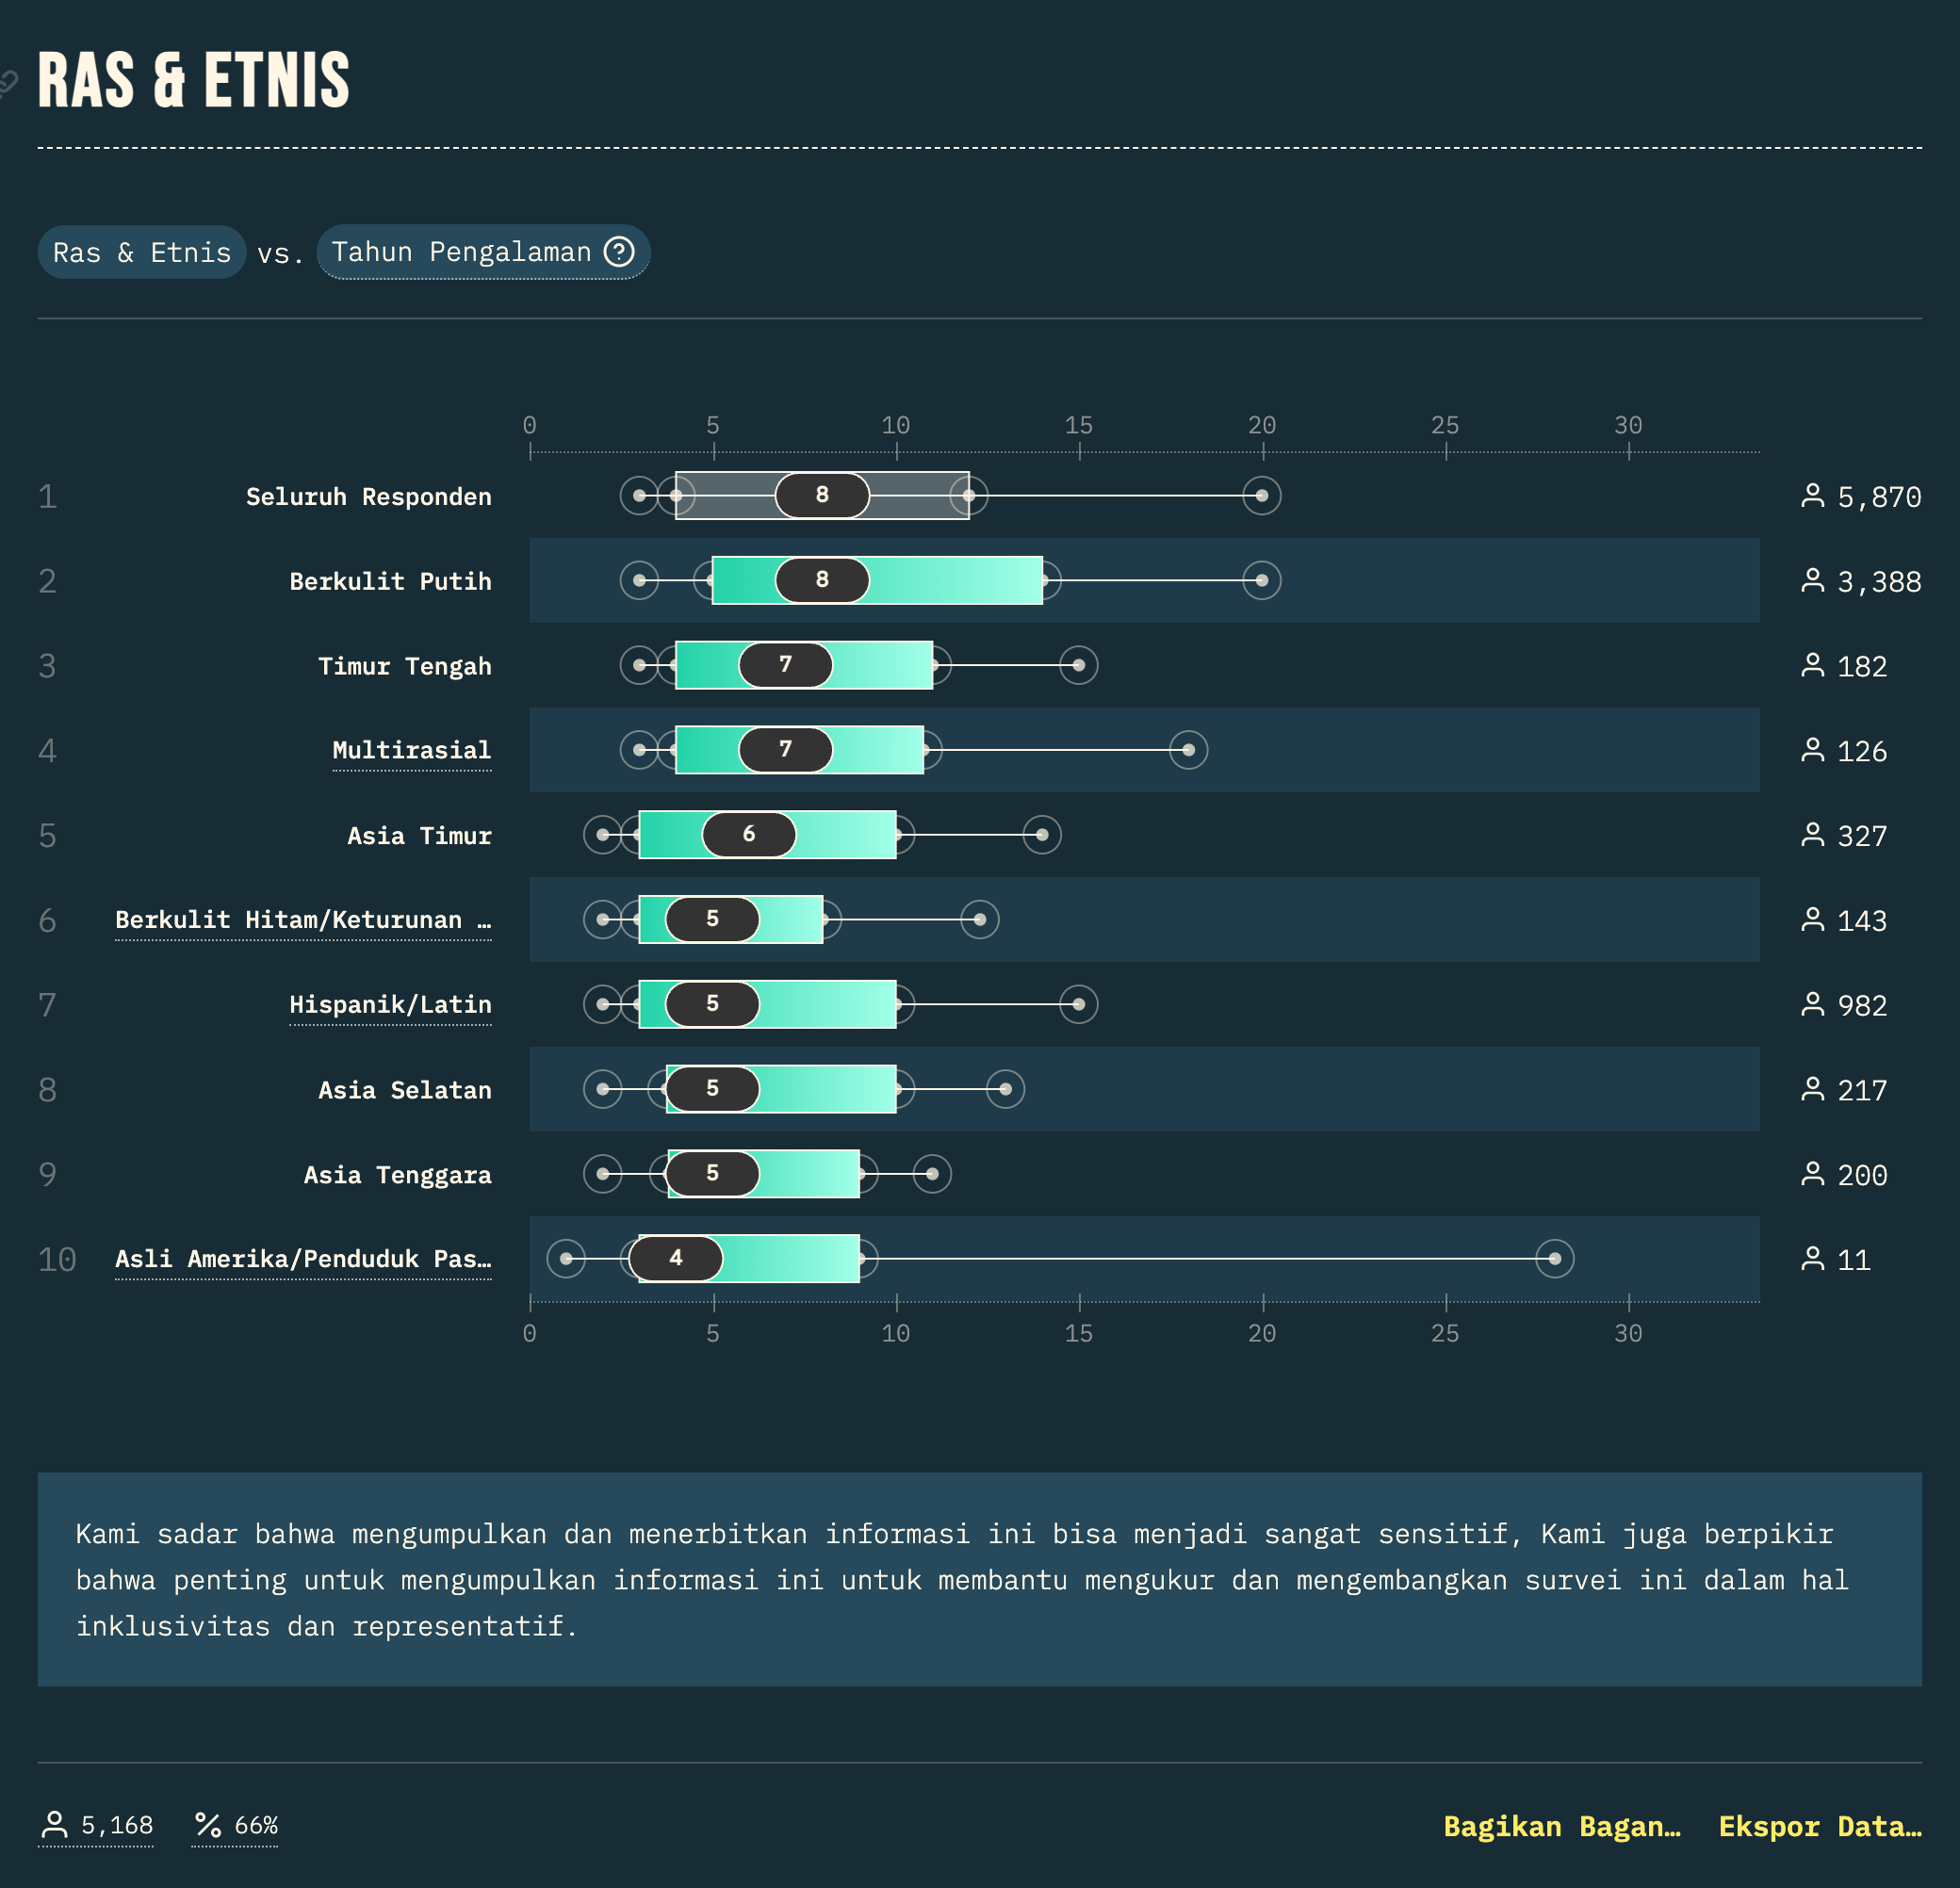 RAS & ETNIS
Ras & Etnis vs. Tahun Pengalaman
0 5 10 15 20 25 30
1 Seluruh Responden 8 5,870
2 Berkulit Putih 8 3,388
3 Timur Tengah 7 182
4 Multirasial 7 126
5 Asia Timur 6 327
6 Berkulit Hitam/Keturunan … 5 143
7 Hispanik/Latin 5 982
8 Asia Selatan 5 217
9 Asia Tenggara 5 200
10 Asli Amerika/Penduduk Pas… 4 11
0 5 10 15 20 25 30
Kami sadar bahwa mengumpulkan dan menerbitkan informasi ini bisa menjadi sangat sensitif, Kami juga berpikir
bahwa penting untuk mengumpulkan informasi ini untuk membantu mengukur dan mengembangkan survei ini dalam hal
inklusivitas dan representatif.
5,168 66% Bagikan Bagan… Ekspor Data…